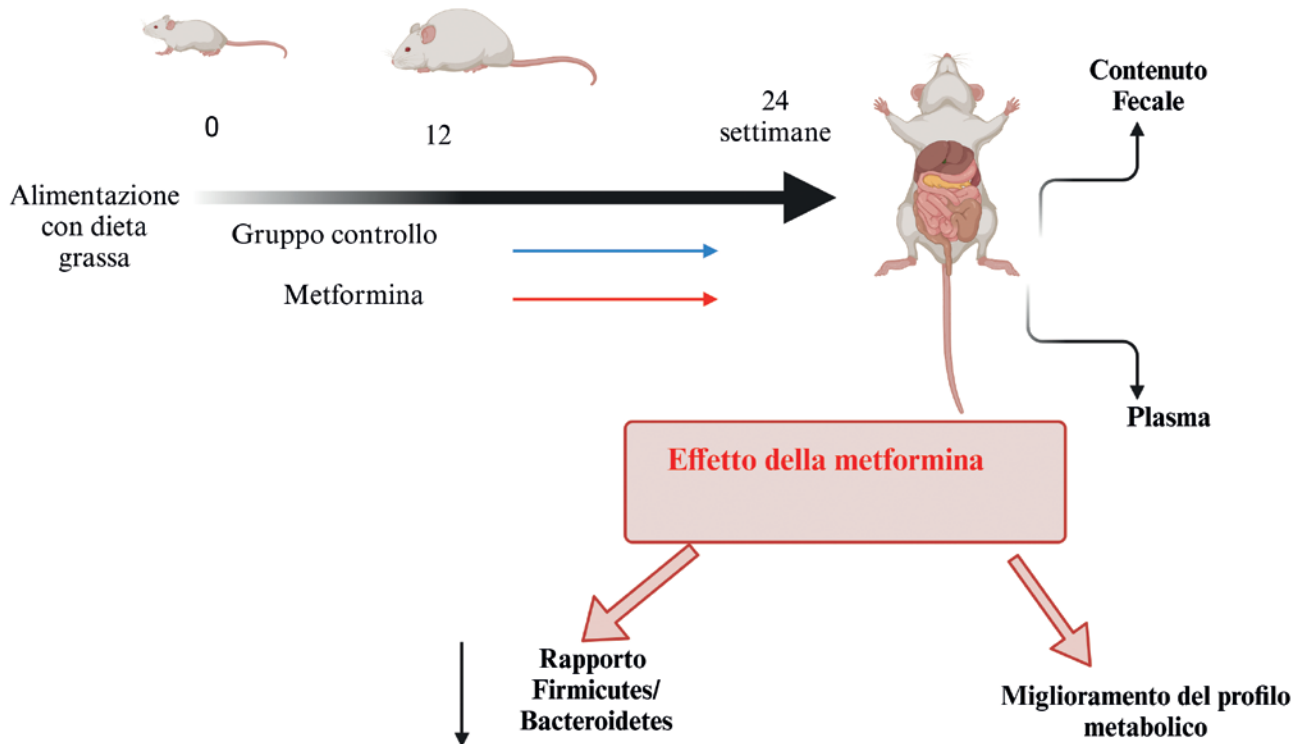 0
12
24
settimane
Contenuto
Fecale
Alimentazione
con dieta
grassa
Gruppo controllo
Metformina
Plasma
Effetto della metformina
Rapporto
Firmicutes/
Bacteroidetes
Miglioramento del profilo
metabolico